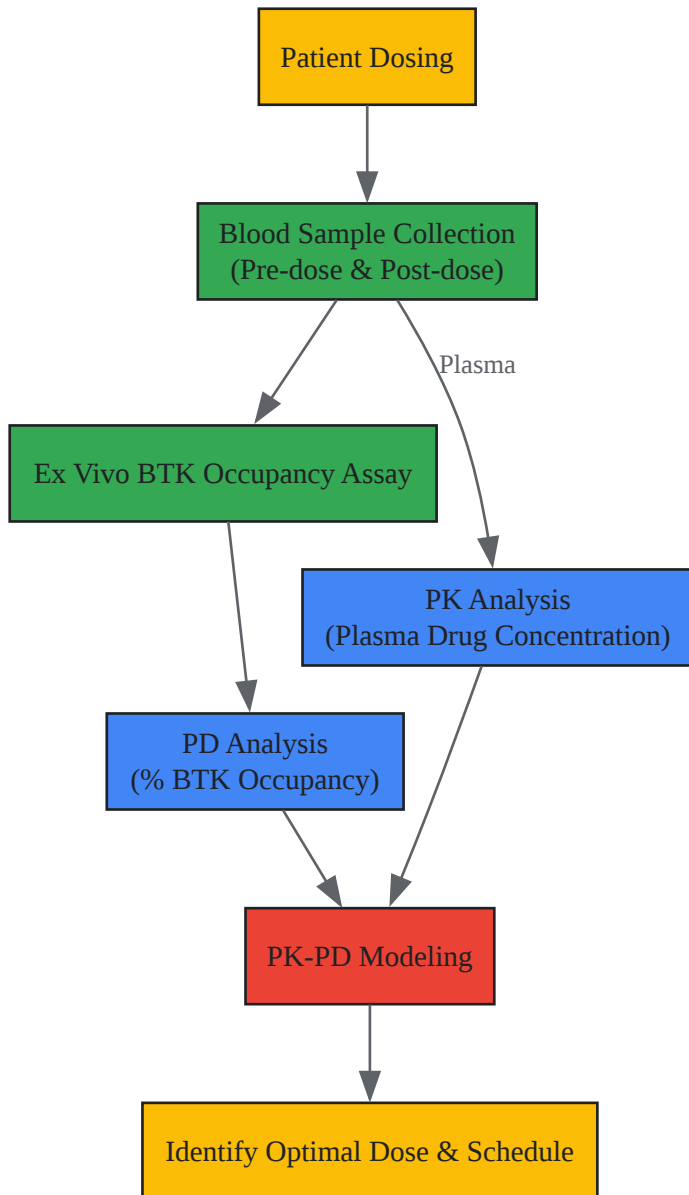 Patient Dosing
Blood Sample Collection
(Pre-dose & Post-dose)
Plasma
Ex Vivo BTK Occupancy Assay
PK Analysis
(Plasma Drug Concentration)
PD Analysis
(% BTK Occupancy)
PK-PD Modeling
Identify Optimal Dose & Schedule